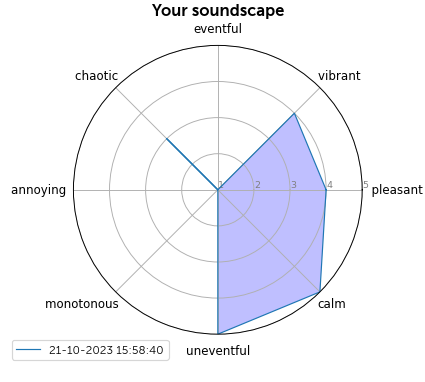 Your soundscape
eventful
chaotic
vibrant
annoying
1
2
3
4
5
pleasant
monotonous
calm
uneventful
21-10-2023 15:58:40